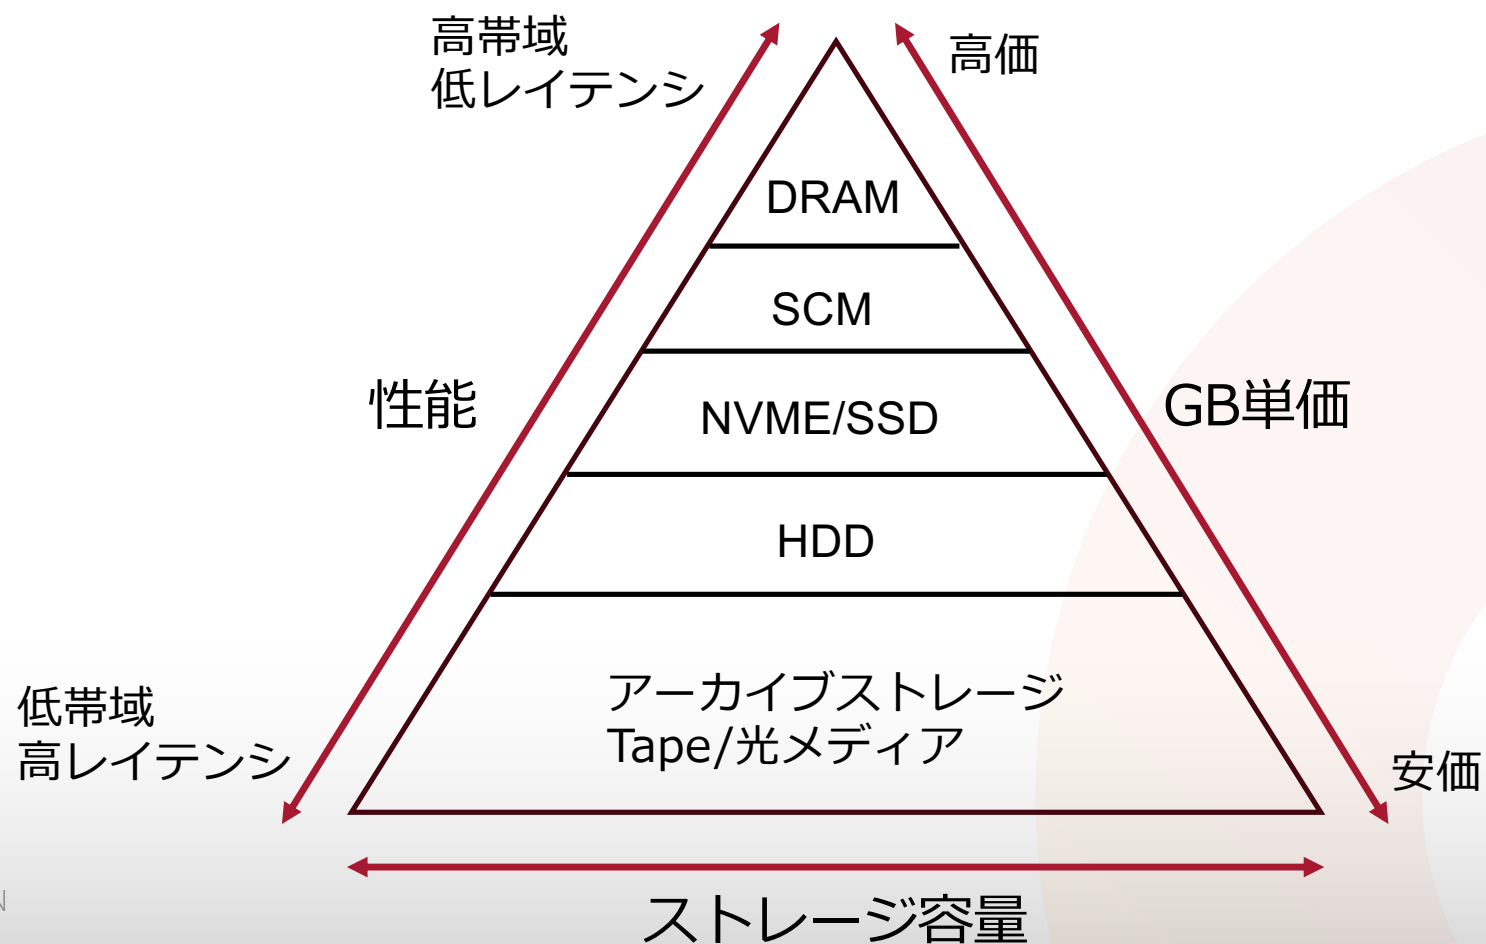 高帯域
低レイテンシ
高価
DRAM
SCM
性能
NVME/SSD
GB単価
HDD
アーカイブストレージ
Tape/光メディア
低帯域
高レイテンシ
安価
ストレージ容量